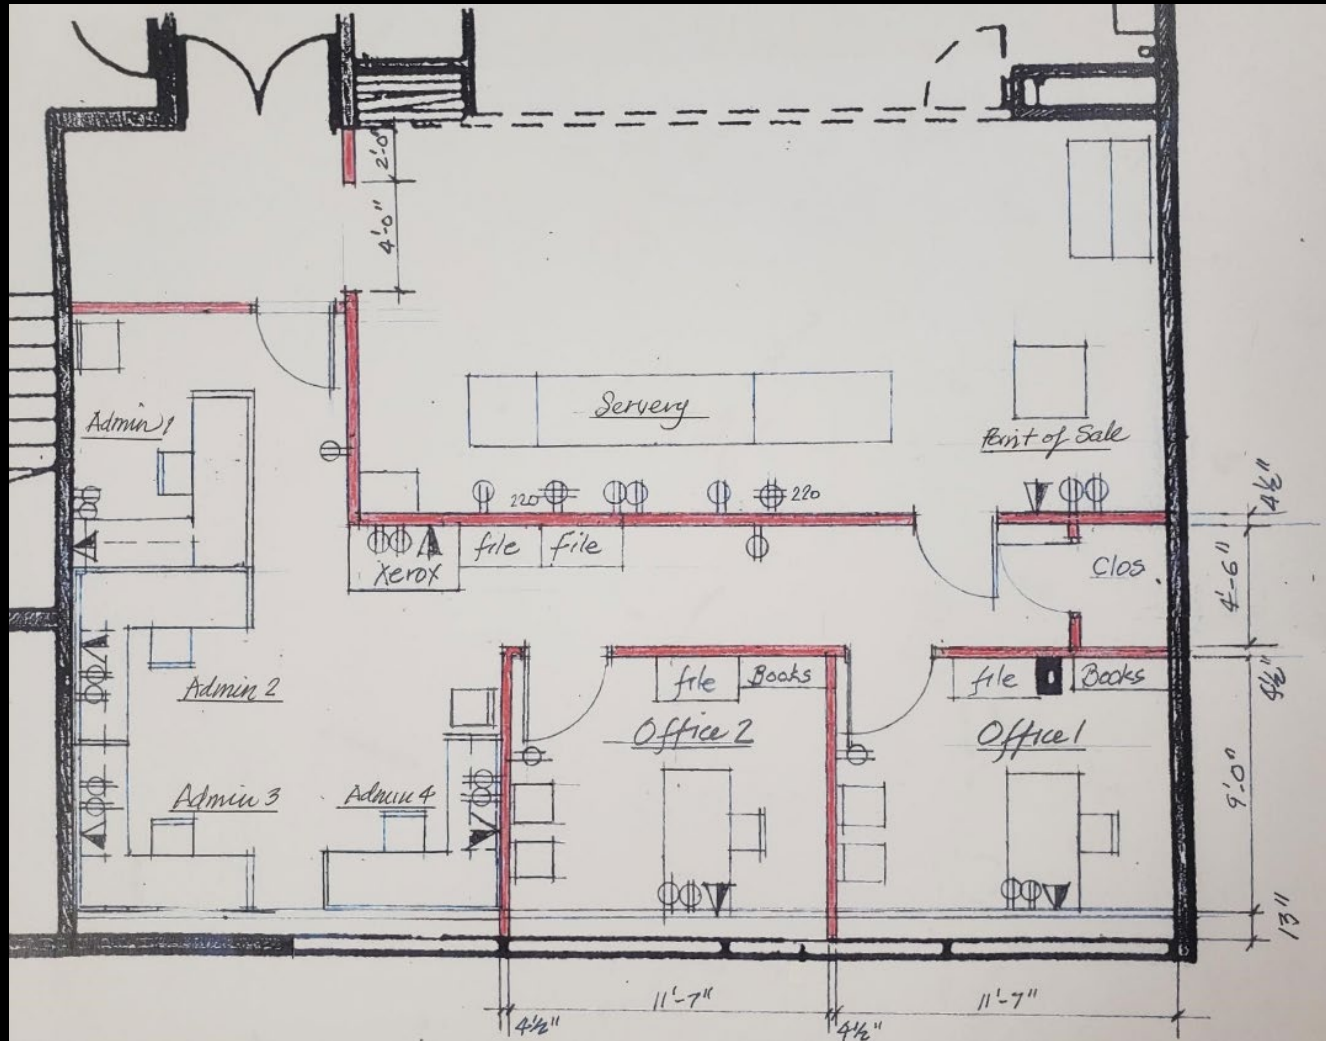 2'-0"
4'-0"
Admin 1
Servery
Point of Sale
220
220
4½"
Xerox
file
File
Clos.
4'-6"
4½"
file
Books
file
Books
Admin 2
Office 2
Office 1
9'-0"
Admin 3
Admin 4
13"
11'-7"
11'-7"
4½"
4½"